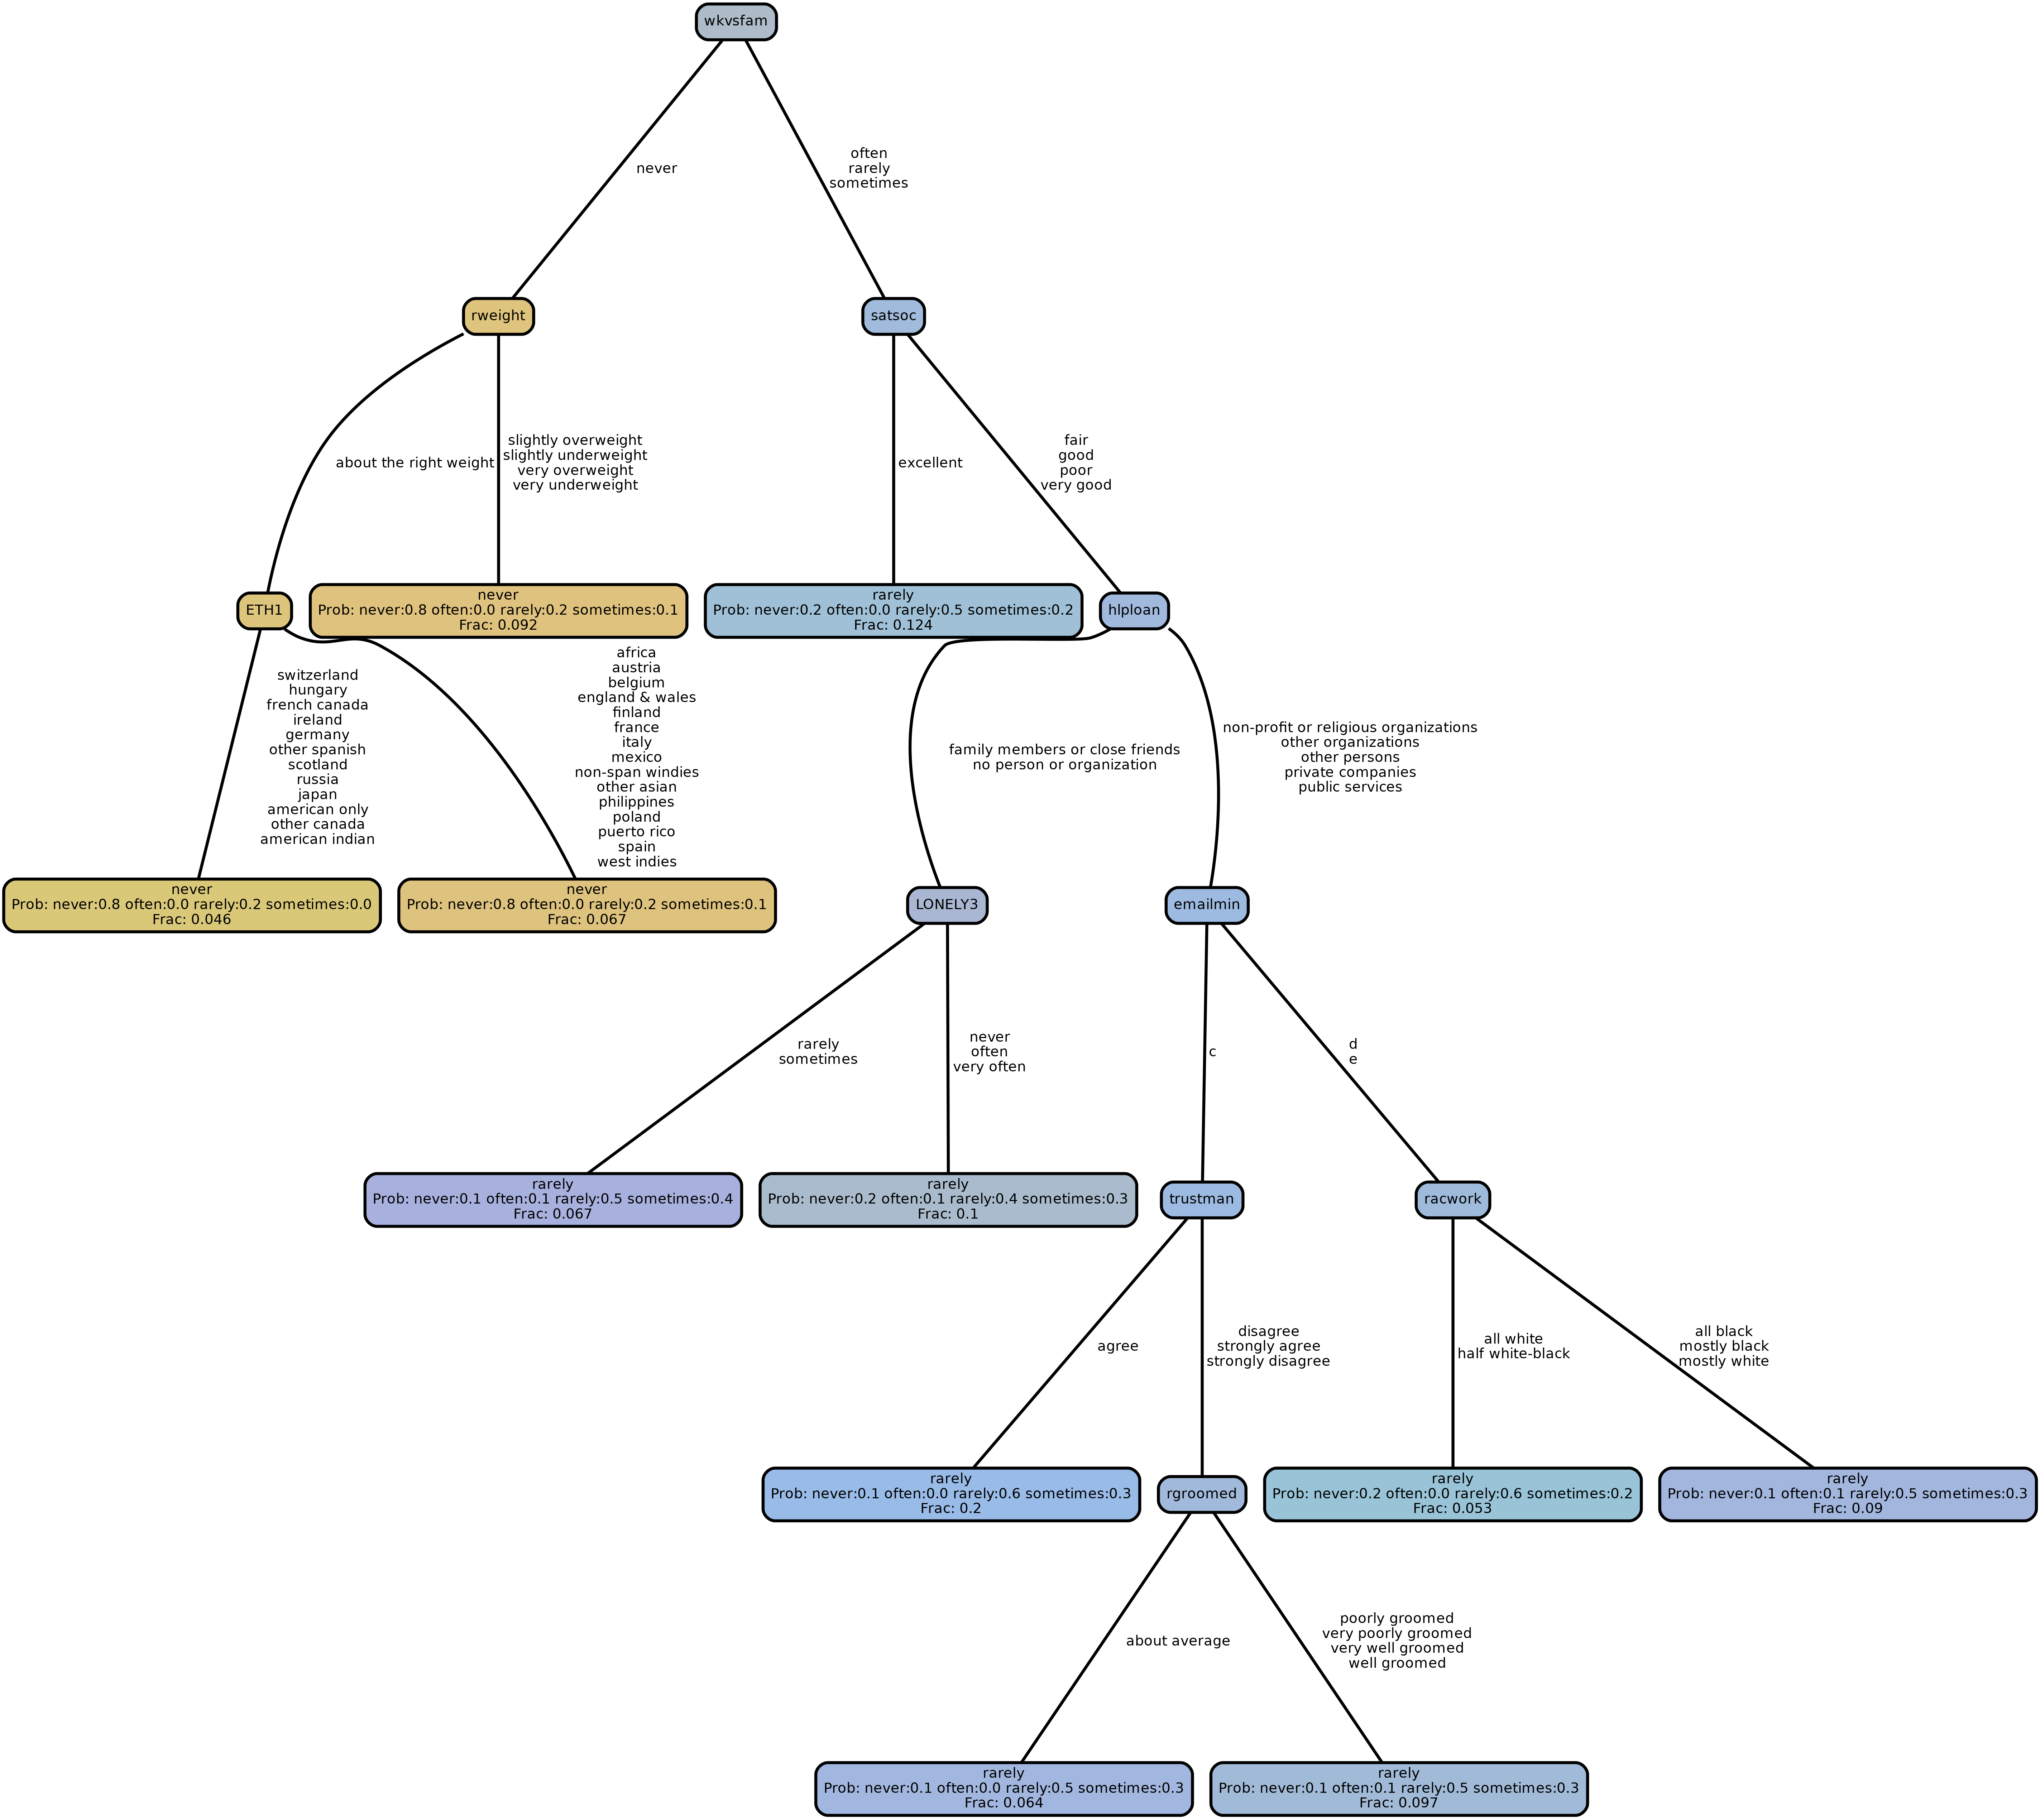 wkvsfam
never
often
rarely
sometimes
rweight
satsoc
about the right weight
slightly overweight
slightly underweight
very overweight
very underweight
excellent
fair
good
poor
very good
ETH1
never
Prob: never:0.8 often:0.0 rarely:0.2 sometimes:0.1
Frac: 0.092
rarely
Prob: never:0.2 often:0.0 rarely:0.5 sometimes:0.2
Frac: 0.124
hlploan
switzerland
hungary
french canada
ireland
germany
other spanish
scotland
russia
japan
american only
other canada
american indian
africa
austria
belgium
england & wales
finland
france
italy
mexico
non-span windies
other asian
philippines
poland
puerto rico
spain
west indies
family members or close friends
no person or organization
non-profit or religious organizations
other organizations
other persons
private companies
public services
never
Prob: never:0.8 often:0.0 rarely:0.2 sometimes:0.0
Frac: 0.046
never
Prob: never:0.8 often:0.0 rarely:0.2 sometimes:0.1
Frac: 0.067
LONELY3
emailmin
rarely
sometimes
never
often
very often
c
d
e
rarely
Prob: never:0.1 often:0.1 rarely:0.5 sometimes:0.4
Frac: 0.067
rarely
Prob: never:0.2 often:0.1 rarely:0.4 sometimes:0.3
Frac: 0.1
trustman
racwork
agree
disagree
strongly agree
strongly disagree
all white
half white-black
all black
mostly black
mostly white
rarely
Prob: never:0.1 often:0.0 rarely:0.6 sometimes:0.3
Frac: 0.2
rgroomed
rarely
Prob: never:0.2 often:0.0 rarely:0.6 sometimes:0.2
Frac: 0.053
rarely
Prob: never:0.1 often:0.1 rarely:0.5 sometimes:0.3
Frac: 0.09
about average
poorly groomed
very poorly groomed
very well groomed
well groomed
rarely
Prob: never:0.1 often:0.0 rarely:0.5 sometimes:0.3
Frac: 0.064
rarely
Prob: never:0.1 often:0.1 rarely:0.5 sometimes:0.3
Frac: 0.097